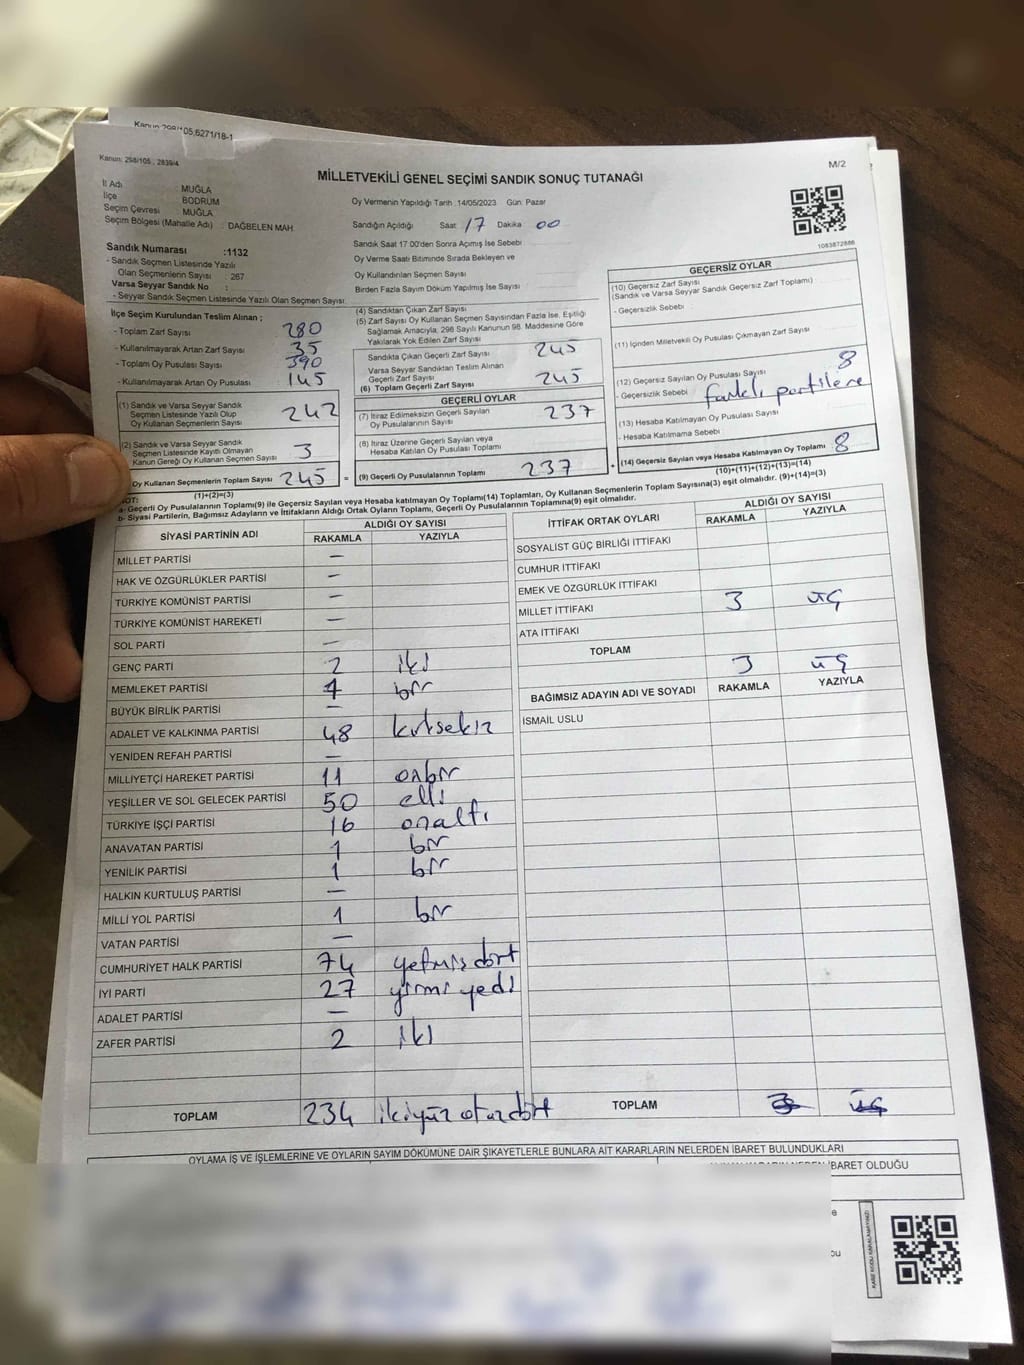 Kanun 298/105,6271/18-1
Kanun: 298/105 , 2839/4
M/2
MİLLETVEKİLİ GENEL SEÇİMİ SANDIK SONUÇ TUTANAĞI
İl Adı : MUĞLA
İlçe BODRUM
Seçim Çevresi MUĞLA
Seçim Bölgesi (Mahalle Adı) : DAĞBELEN MAH
Sandık Numarası :1132
- Sandık Seçmen Listesinde Yazılı
Olan Seçmenlerin Sayısı : 267
Varsa Seyyar Sandık No :
- Seyyar Sandık Seçmen Listesinde Yazılı Olan Seçmen Sayısı
Oy Vermenin Yapıldığı Tarih :14/05/2023 Gün: Pazar
Sandığın Açıldığı Saat 17 Dakika 00
Sandık Saat 17 00'den Sonra Açımış İse Sebebi
Oy Verme Saati Bitiminde Sırada Bekleyen ve
Oy Kullandırılan Seçmen Sayısı
Birden Fazla Sayım Döküm Yapılmış İse Sayısı
1083872886
İlçe Seçim Kurulundan Teslim Alınan ;
- Toplam Zarf Sayısı 280
- Kullanılmayarak Artan Zarf Sayısı 35
- Toplam Oy Pusulası Sayısı 390
- Kullanılmayarak Artan Oy Pusulası 145
(1) Sandık ve Varsa Seyyar Sandık
Seçmen Listesinde Yazılı Olup
Oy Kullanan Seçmenlerin Sayısı 242
(2) Sandık ve Varsa Seyyar Sandık
Seçmen Listesinde Kayıtlı Olmayan
Kanun Gereği Oy Kullanan Seçmen Sayısı 3
Oy Kullanan Seçmenlerin Toplam Sayısı 245
(1)+(2)=(3)
(4) Sandıktan Çıkan Zarf Sayısı
(5) Zarf Sayısı Oy Kullanan Seçmen Sayısından Fazla İse, Eşitliği
Sağlamak Amacıyla, 298 Sayılı Kanunun 98. Maddesine Göre
Yakılarak Yok Edilen Zarf Sayısı
Sandıkta Çıkan Geçerli Zarf Sayısı 245
Varsa Seyyar Sandıktan Teslim Alınan
Geçerli Zarf Sayısı
(6) Toplam Geçerli Zarf Sayısı 245
GEÇERLİ OYLAR
(7) İtiraz Edilmeksizin Geçerli Sayılan
Oy Pusulalarının Sayısı 237
(8) İtiraz Üzerine Geçerli Sayılan veya
Hesaba Katılan Oy Pusulası Toplamı
= (9) Geçerli Oy Pusulalarının Toplamı 237 +
GEÇERSİZ OYLAR
(10) Geçersiz Zarf Sayısı
(Sandık ve Varsa Seyyar Sandık Geçersiz Zarf Toplamı)
- Geçersizlik Sebebi
(11) İçinden Milletvekili Oy Pusulası Çıkmayan Zarf Sayısı
(12) Geçersiz Sayılan Oy Pusulası Sayısı 8
- Geçersizlik Sebebi farklı partilere
(13) Hesaba Katılmayan Oy Pusulası Sayısı
- Hesaba Katılmama Sebebi
(14) Geçersiz Sayılan veya Hesaba Katılmayan Oy Toplamı 8
(10)+(11)+(12)+(13)=(14)
NOT:
a- Geçerli Oy Pusulalarının Toplamı(9) ile Geçersiz Sayılan veya Hesaba katılmayan Oy Toplamı(14) Toplamları, Oy Kullanan Seçmenlerin Toplam Sayısına(3) eşit olmalıdır. (9)+(14)=(3)
b- Siyasi Partilerin, Bağımsız Adayların ve İttifakların Aldığı Ortak Oyların Toplamı, Geçerli Oy Pusulalarının Toplamına(9) eşit olmalıdır.
SİYASİ PARTİNİN ADI ALDIĞI OY SAYISI
RAKAMLA YAZIYLA
MİLLET PARTİSİ —
HAK VE ÖZGÜRLÜKLER PARTİSİ —
TÜRKİYE KOMÜNİST PARTİSİ —
TÜRKİYE KOMÜNİST HAREKETİ —
SOL PARTİ —
GENÇ PARTİ 2 iki
MEMLEKET PARTİSİ 1 bir
BÜYÜK BİRLİK PARTİSİ —
ADALET VE KALKINMA PARTİSİ 48 kırksekiz
YENİDEN REFAH PARTİSİ —
MİLLİYETÇİ HAREKET PARTİSİ 11 onbir
YEŞİLLER VE SOL GELECEK PARTİSİ 50 elli
TÜRKİYE İŞÇİ PARTİSİ 16 onaltı
ANAVATAN PARTİSİ 1 bir
YENİLİK PARTİSİ 1 bir
HALKIN KURTULUŞ PARTİSİ —
MİLLİ YOL PARTİSİ 1 bir
VATAN PARTİSİ —
CUMHURİYET HALK PARTİSİ 74 yetmiş dört
İYİ PARTİ 27 yirmi yedi
ADALET PARTİSİ —
ZAFER PARTİSİ 2 iki
TOPLAM 234 ikiyüz otuz dört
İTTİFAK ORTAK OYLARI ALDIĞI OY SAYISI
RAKAMLA YAZIYLA
SOSYALİST GÜÇ BİRLİĞİ İTTİFAKI
CUMHUR İTTİFAKI
EMEK VE ÖZGÜRLÜK İTTİFAKI
MİLLET İTTİFAKI 3 üç
ATA İTTİFAKI
TOPLAM 3 üç
BAĞIMSIZ ADAYIN ADI VE SOYADI RAKAMLA YAZIYLA
İSMAİL USLU
TOPLAM 3 üç
OYLAMA İŞ VE İŞLEMLERİNE VE OYLARIN SAYIM DÖKÜMÜNE DAİR ŞİKAYETLERLE BUNLARA AİT KARARLARIN NELERDEN İBARET BULUNDUKLARI
İBARET OLDUĞU